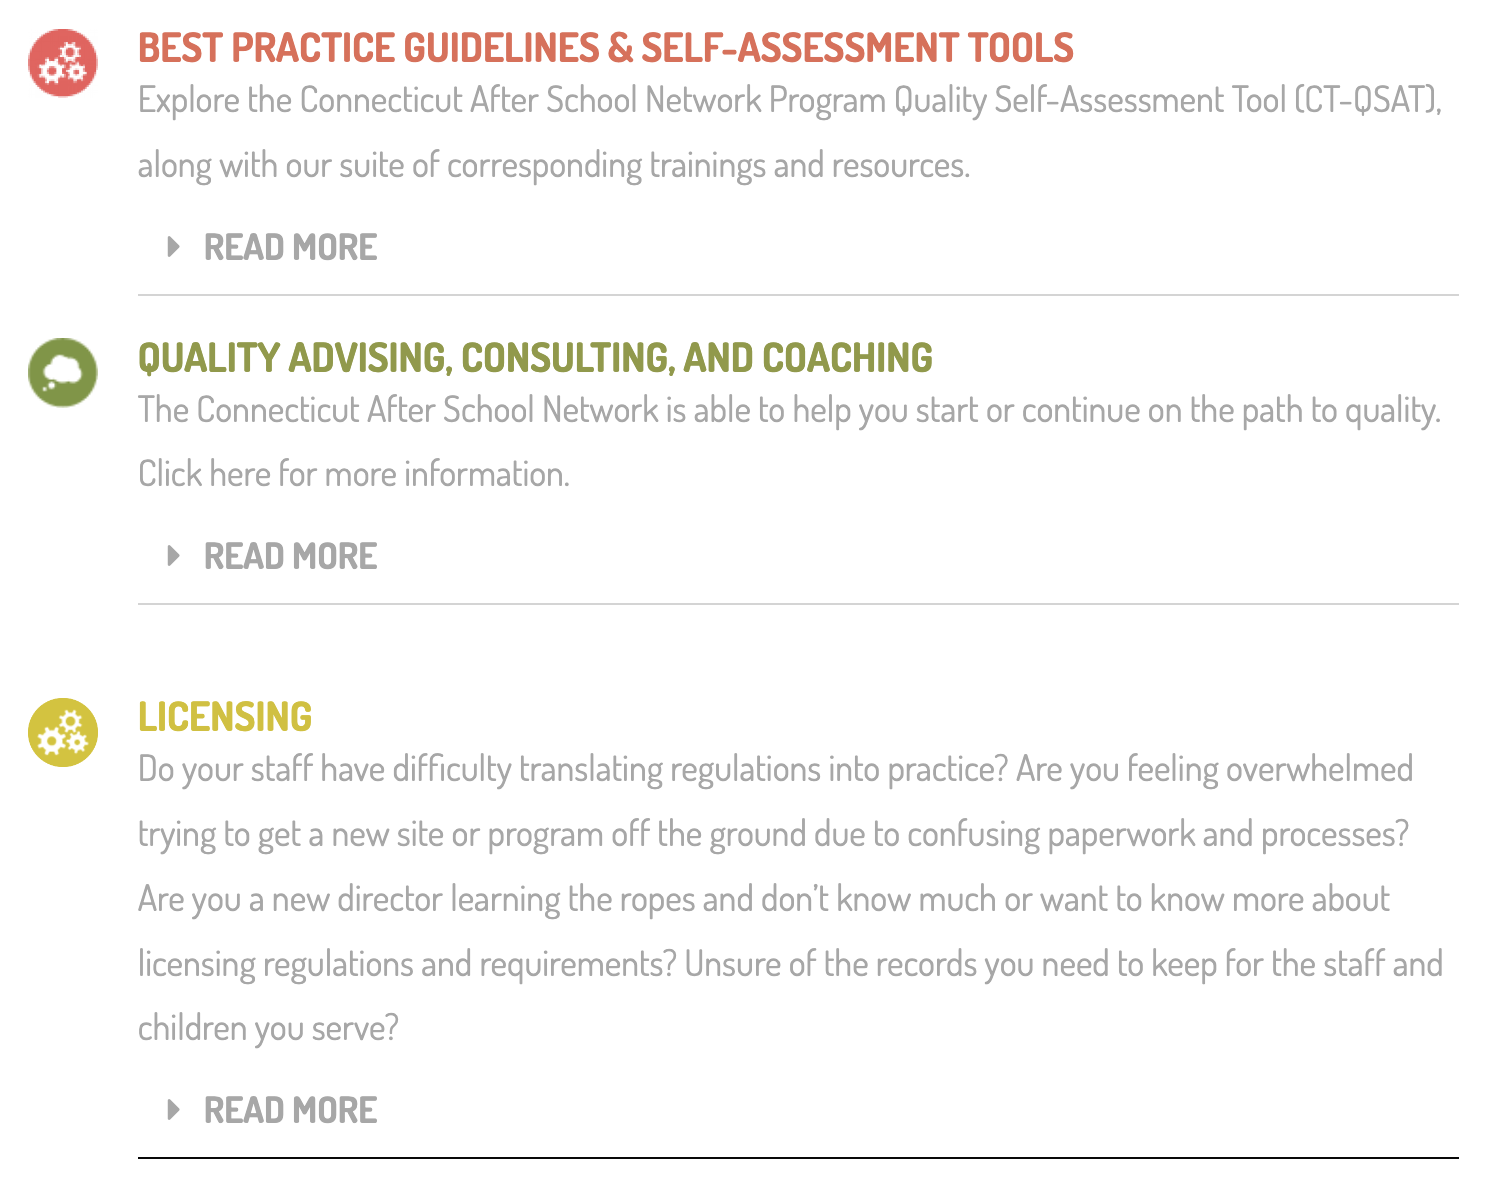 BEST PRACTICE GUIDELINES & SELF-ASSESSMENT TOOLS
Explore the Connecticut After School Network Program Quality Self-Assessment Tool (CT-QSAT),
along with our suite of corresponding trainings and resources.
READ MORE
QUALITY ADVISING, CONSULTING, AND COACHING
The Connecticut After School Network is able to help you start or continue on the path to quality.
Click here for more information.
READ MORE
LICENSING
Do your staff have difficulty translating regulations into practice? Are you feeling overwhelmed
trying to get a new site or program off the ground due to confusing paperwork and processes?
Are you a new director learning the ropes and don’t know much or want to know more about
licensing regulations and requirements? Unsure of the records you need to keep for the staff and
children you serve?
READ MORE